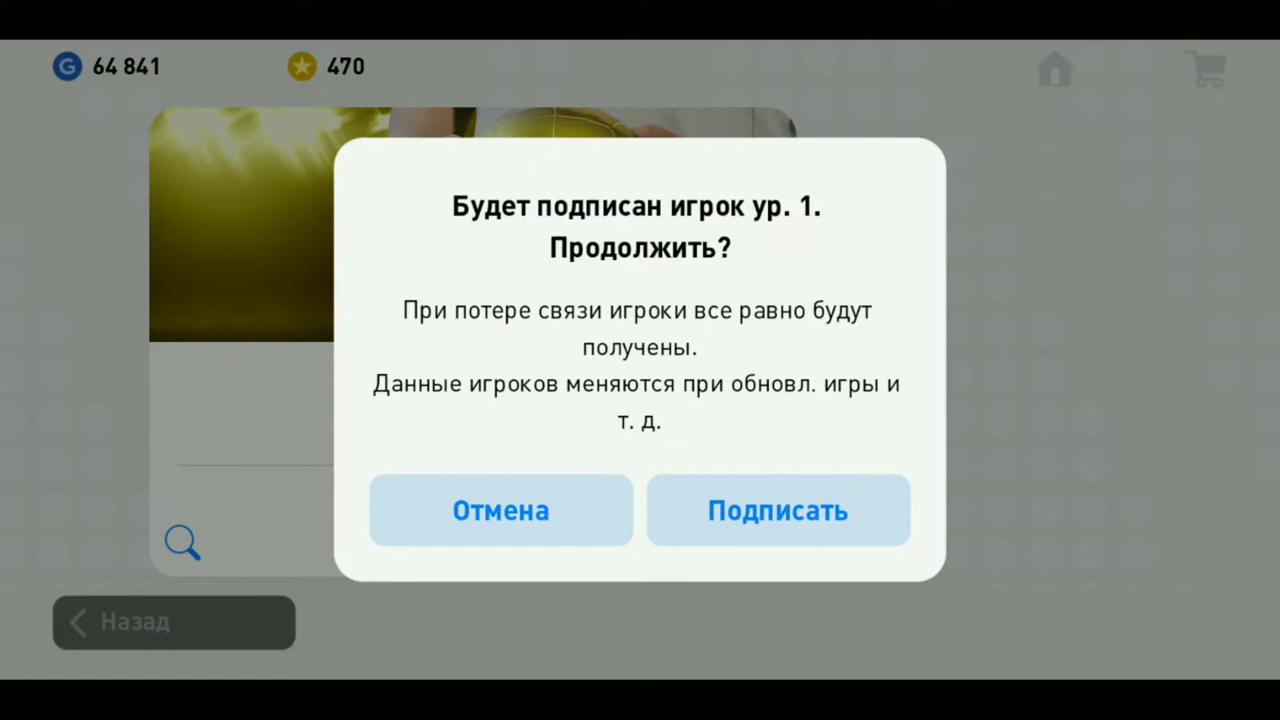 G 64 841 470
Будет подписан игрок ур. 1.
Продолжить?
При потере связи игроки все равно будут
получены.
Данные игроков меняются при обновл. игры и
т. д.
Отмена Подписать
Назад